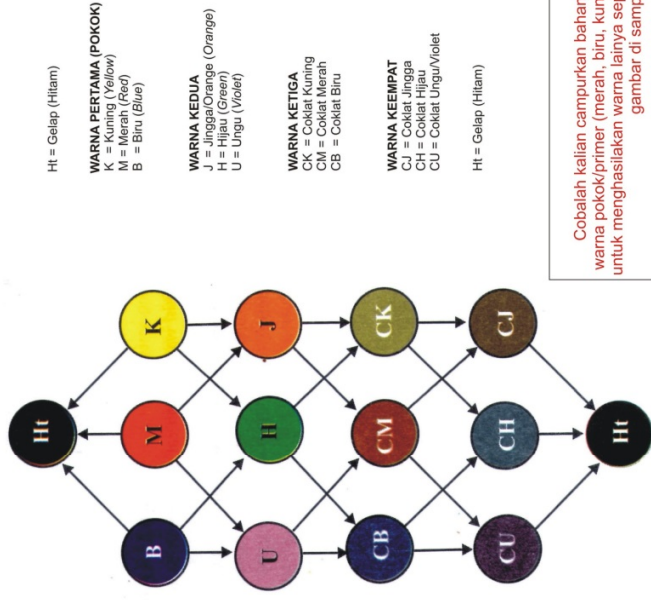 Ht
B M K
U H J
CB CM CK
CU CH CJ
Ht
Ht = Gelap (Hitam)
WARNA PERTAMA (POKOK)
K = Kuning (Yellow)
M = Merah (Red)
B = Biru (Blue)
WARNA KEDUA
J = Jingga/Orange (Orange)
H = Hijau (Green)
U = Ungu (Violet)
WARNA KETIGA
CK = Coklat Kuning
CM = Coklat Merah
CB = Coklat Biru
WARNA KEEMPAT
CJ = Coklat Jingga
CH = Coklat Hijau
CU = Coklat Ungu/Violet
Ht = Gelap (Hitam)
Cobalah kalian campurkan bahan
warna pokok/primer (merah, biru, kun
untuk menghasilakan warna lainya sep
gambar di samp